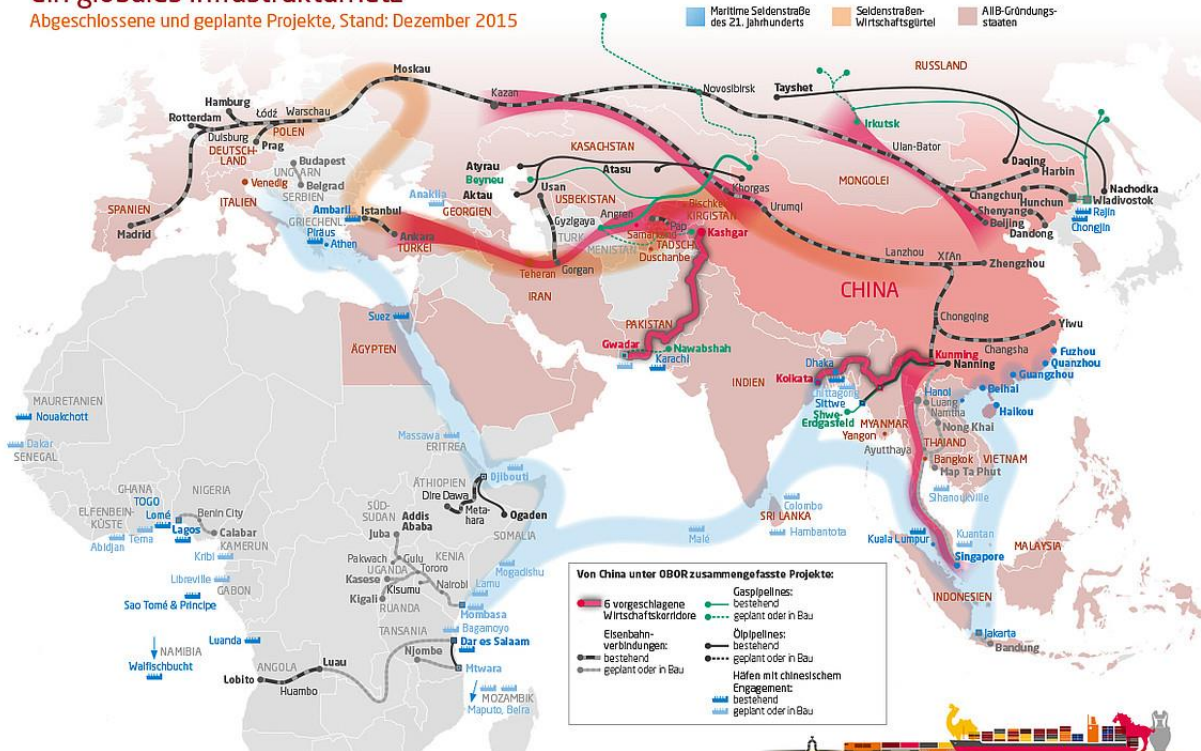 Abgeschlossene und geplante Projekte, Stand: Dezember 2015
Maritime Seidenstraße
des 21. Jahrhunderts
Seidenstraßen-
Wirtschaftsgürtel
AIIB-Gründungs-
staaten
RUSSLAND
Moskau
Kazan
Novosibirsk
Tayshet
Hamburg
Rotterdam
Łódź
Warschau
Duisburg
POLEN
DEUTSCH-
LAND
Prag
Irkutsk
Ulan-Bator
KASACHSTAN
Atyrau
Beyneu
Aktau
Atasu
MONGOLEI
Daqing
Harbin
Changchun
Hunchun
Nachodka
Wladivostok
Shenyang
Rajin
Chongjin
Beijing
Dandong
Budapest
UNGARN
Belgrad
SERBIEN
Venedig
ITALIEN
SPANIEN
Madrid
Anaklia
GEORGIEN
Ambarli
Istanbul
GRIECHENL.
Piräus
Athen
Ankara
TÜRKEI
Usan
USBEKISTAN
Gyzlgaya
Angren
TURK
MENISTAN
Khorgas
Bischkek
KIRGISTAN
Urumqi
Pap
Samarkand
TADSCH.
Duschanbe
Kashgar
Teheran
Gorgan
IRAN
Lanzhou
Xi'An
Zhengzhou
CHINA
Suez
ÄGYPTEN
PAKISTAN
Gwadar
Nawabshah
Karachi
Chongqing
Yiwu
Changsha
Fuzhou
Quanzhou
Guangzhou
Kunming
Nanning
INDIEN
Dhaka
Kolkata
Chittagong
Sittwe
Shwe-
Erdgasfeld
MYANMAR
Yangon
Hanoi
Beihai
Haikou
Luang
Namtha
Nong Khai
THAILAND
Ayutthaya
Bangkok
VIETNAM
Map Ta Phut
Sihanoukville
MAURETANIEN
Nouakchott
Dakar
SENEGAL
Massawa
ERITREA
Djibouti
ÄTHIOPIEN
Dire Dawa
Meta-
hara
Ogaden
Addis
Ababa
SOMALIA
SÜD-
SUDAN
Juba
GHANA
TOGO
NIGERIA
Lomé
Benin City
ELFENBEIN-
KÜSTE
Lagos
Calabar
Abidjan
Tema
KAMERUN
Kribi
Libreville
GABON
Sao Tomé & Principe
Pakwach
Gulu
KENIA
UGANDA
Tororo
Kasese
Kisumu
Nairobi
Kigali
RUANDA
Mogadishu
Lamu
Mombasa
TANSANIA
Bagamoyo
Dar es Salaam
Njombe
Mtwara
Luanda
NAMIBIA
Walfischbucht
ANGOLA
Luau
Lobito
Huambo
MOZAMBIK
Maputo, Beira
Colombo
SRI LANKA
Hambantota
Malé
Kuala Lumpur
Kuantan
Singapore
MALAYSIA
INDONESIEN
Jakarta
Bandung
Von China unter OBOR zusammengefasste Projekte:
6 vorgeschlagene
Wirtschaftskorridore
Eisenbahn-
verbindungen:
bestehend
geplant oder in Bau
Gaspipelines:
bestehend
geplant oder in Bau
Ölpipelines:
bestehend
geplant oder in Bau
Häfen mit chinesischem
Engagement:
bestehend
geplant oder in Bau